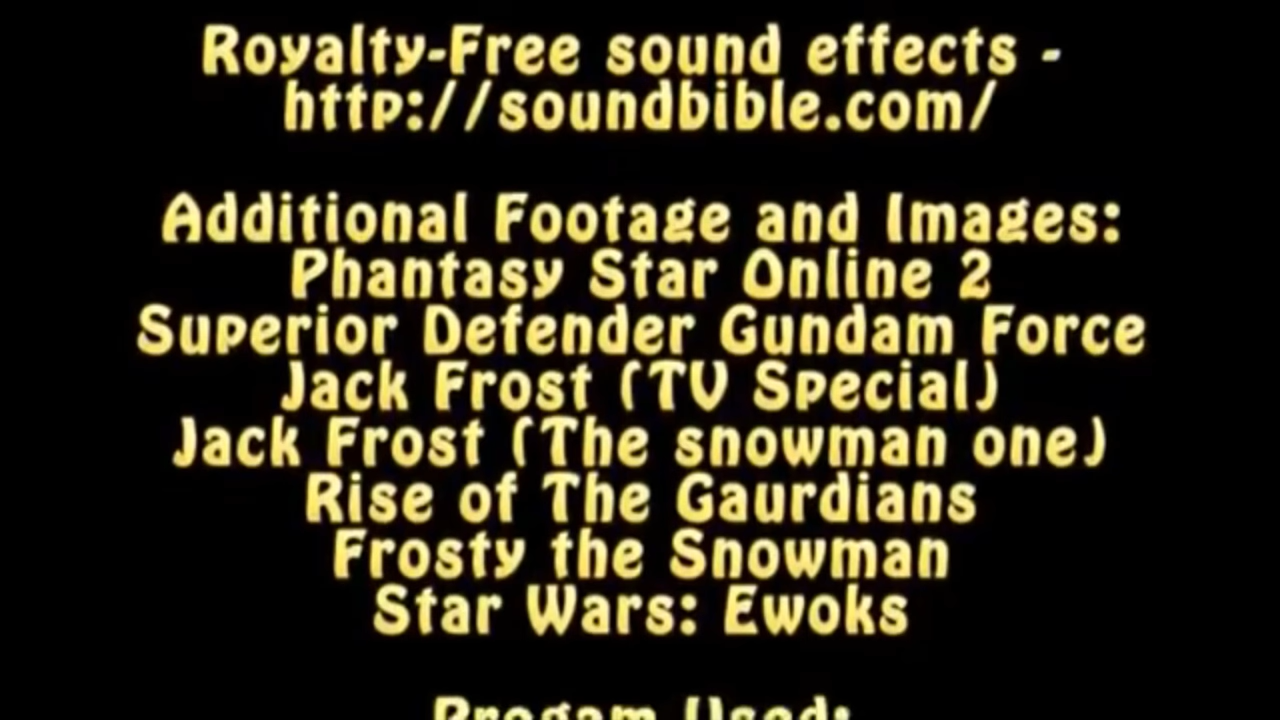 Royalty-Free sound effects -
http://soundbible.com/
Additional Footage and Images:
Phantasy Star Online 2
Superior Defender Gundam Force
Jack Frost (TV Special)
Jack Frost (The snowman one)
Rise of The Gaurdians
Frosty the Snowman
Star Wars: Ewoks
Progam Used: